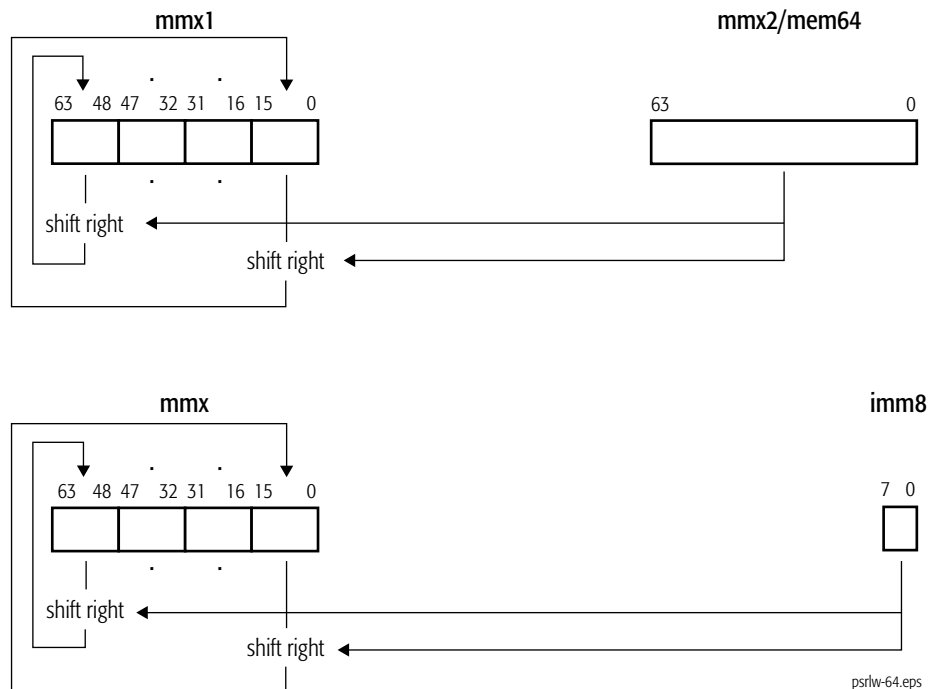 mmx1 mmx2/mem64
. .
63 48 47 32 31 16 15 0 63 0
. .
shift right
shift right
mmx imm8
. .
63 48 47 32 31 16 15 0 7 0
. .
shift right
shift right
psrlw-64.eps